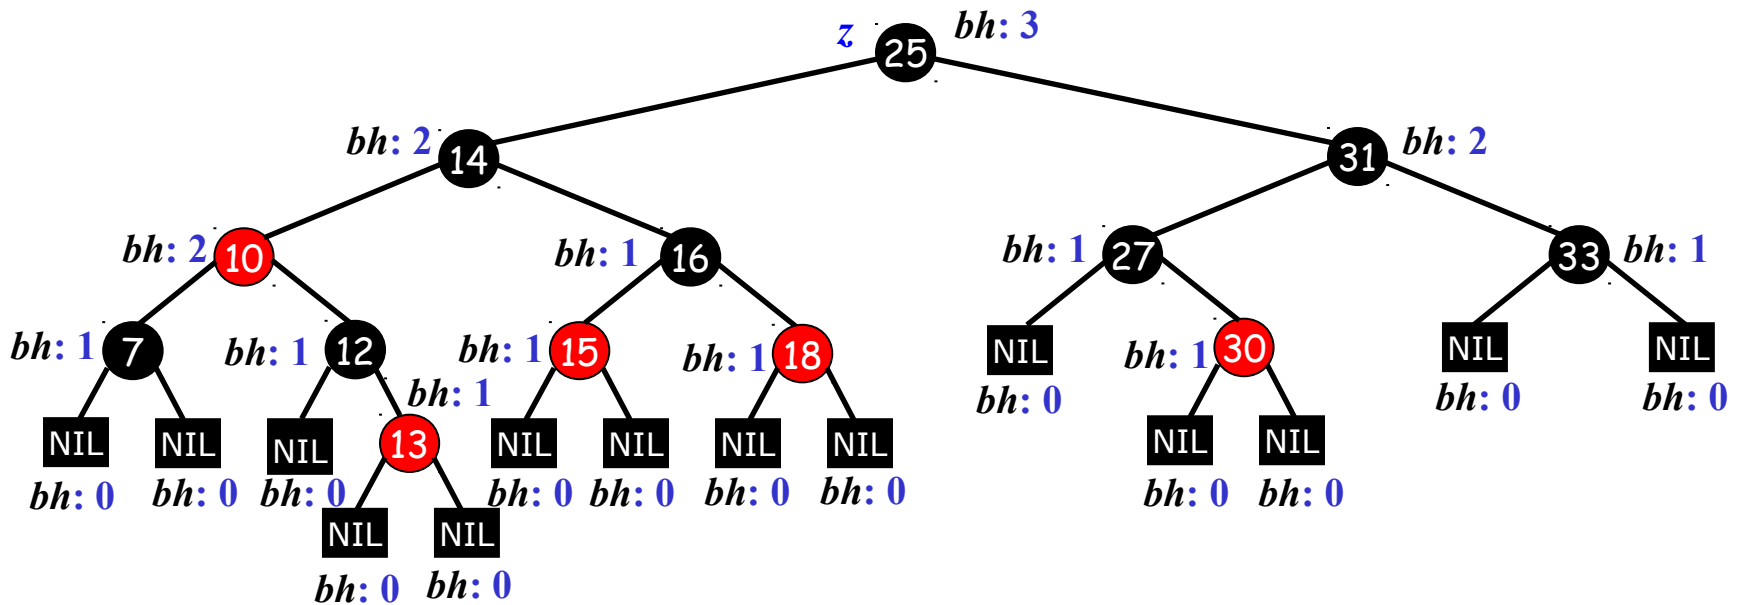 z 25 bh: 3
bh: 2 14 31 bh: 2
bh: 2 10 bh: 1 16 bh: 1 27 33 bh: 1
bh: 1 7 bh: 1 12 bh: 1 15 bh: 1 18 NIL bh: 1 30 NIL NIL
bh: 1 bh: 0 bh: 0 bh: 0
NIL NIL NIL 13 NIL NIL NIL NIL NIL NIL
bh: 0 bh: 0 bh: 0 bh: 0 bh: 0 bh: 0 bh: 0 bh: 0 bh: 0
NIL NIL
bh: 0 bh: 0